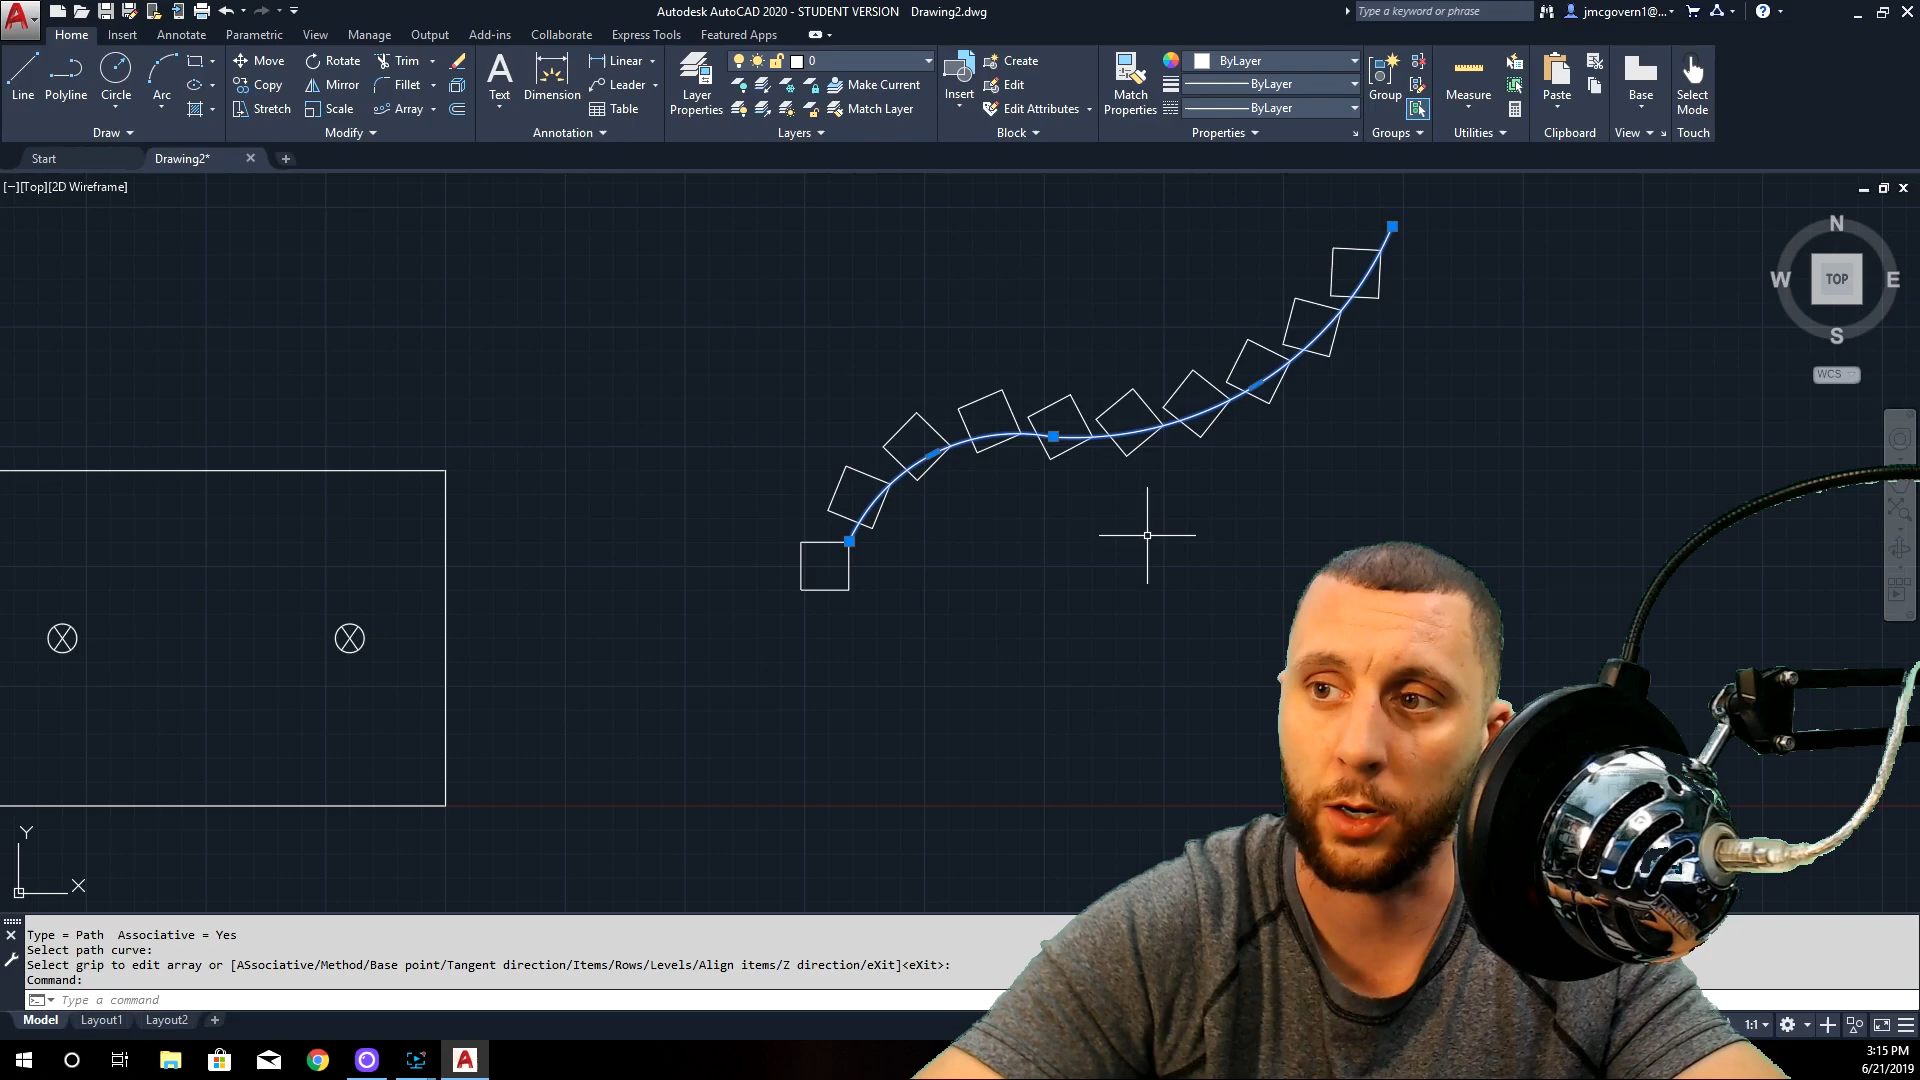 Autodesk AutoCAD 2020 - STUDENT VERSION Drawing2.dwg
Type a keyword or phrase
jmcgovern1@...
Home Insert Annotate Parametric View Manage Output Add-ins Collaborate Express Tools Featured Apps
Line
Polyline
Circle
Arc
Draw
Move
Copy
Stretch
Rotate
Mirror
Scale
Trim
Fillet
Array
Modify
Text
Dimension
Linear
Leader
Table
Annotation
Layer
Properties
0
Make Current
Match Layer
Layers
Insert
Create
Edit
Edit Attributes
Block
Match
Properties
ByLayer
ByLayer
ByLayer
Properties
Group
Groups
Measure
Utilities
Paste
Clipboard
Base
View
Select
Mode
Touch
Start
Drawing2*
[−][Top][2D Wireframe]
N
W
TOP
E
S
WCS
Y
X
Type = Path  Associative = Yes
Select path curve:
Select grip to edit array or [ASsociative/Method/Base point/Tangent direction/Items/Rows/Levels/Align items/Z direction/eXit]<eXit>:
Command:
Type a command
Model Layout1 Layout2
1:1
3:15 PM
6/21/2019